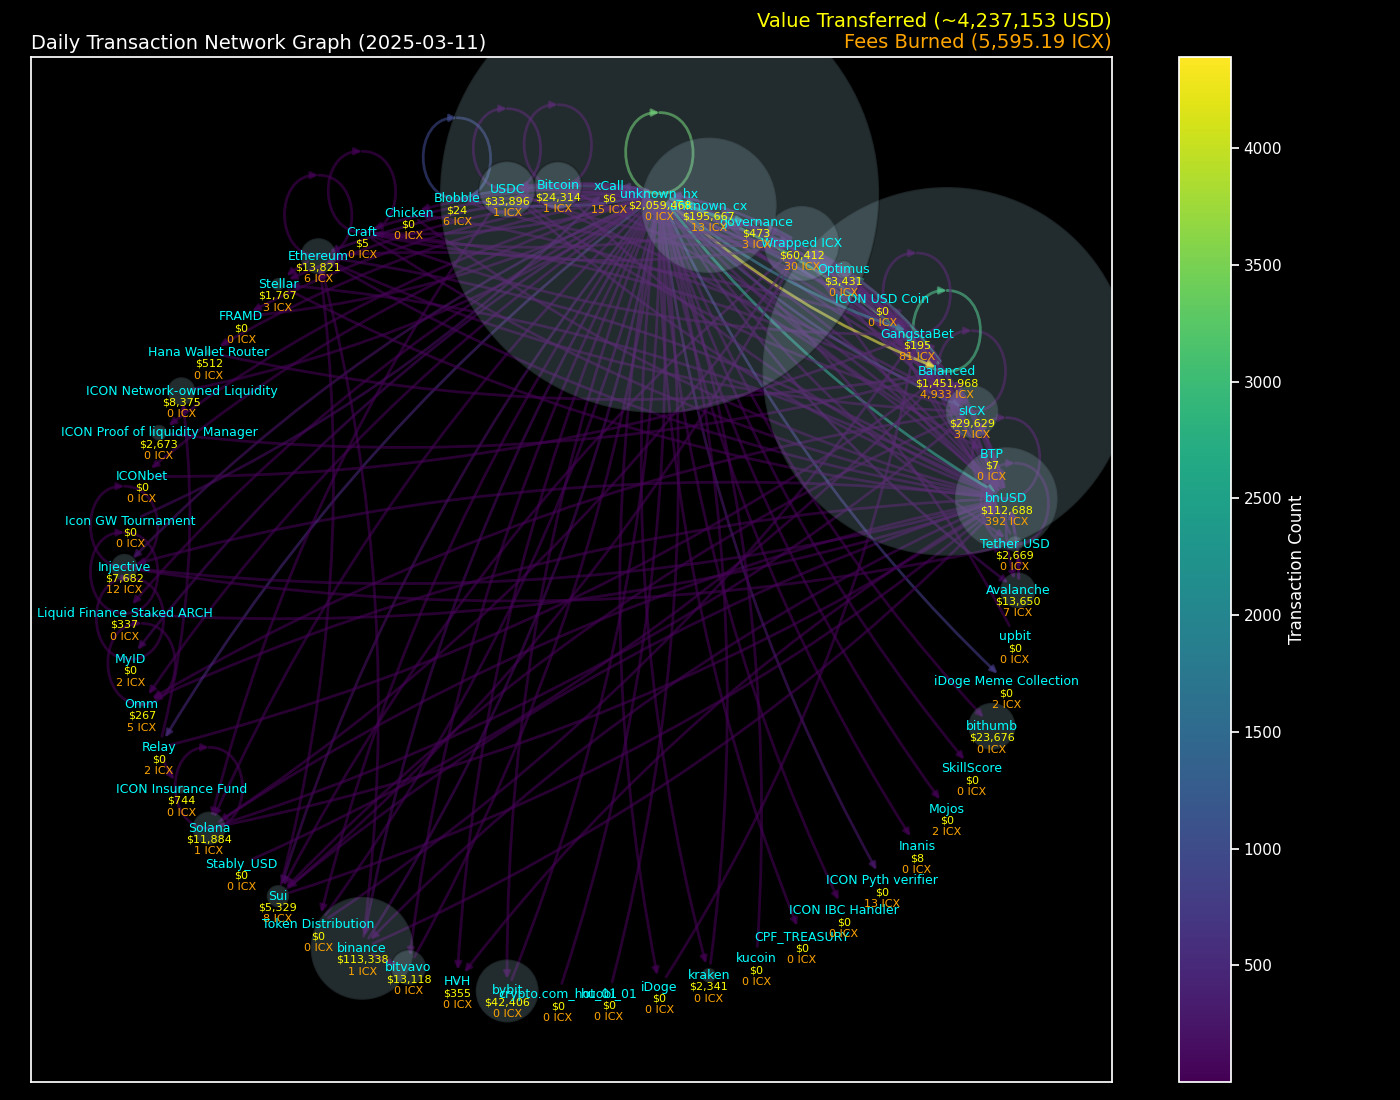 Value Transferred (~4,237,153 USD)
Daily Transaction Network Graph (2025-03-11)
Fees Burned (5,595.19 ICX)
USDC
$33,896
1 ICX
Bitcoin
$24,314
1 ICX
xCall
$6
15 ICX
unknown_hx
$2,059,468
0 ICX
unknown_cx
$195,667
13 ICX
governance
$473
3 ICX
Wrapped ICX
$60,412
30 ICX
Optimus
$3,431
0 ICX
ICON USD Coin
$0
0 ICX
GangstaBet
$195
81 ICX
Balanced
$1,451,968
4,933 ICX
sICX
$29,629
37 ICX
BTP
$7
0 ICX
bnUSD
$112,688
392 ICX
Tether USD
$2,669
0 ICX
Avalanche
$13,650
7 ICX
upbit
$0
0 ICX
iDoge Meme Collection
$0
2 ICX
bithumb
$23,676
0 ICX
SkillScore
$0
0 ICX
Mojos
$0
2 ICX
Inanis
$8
0 ICX
ICON Pyth verifier
$0
13 ICX
ICON IBC Handler
$0
0 ICX
CPF_TREASURY
$0
0 ICX
kucoin
$0
0 ICX
kraken
$2,341
0 ICX
iDoge
$0
0 ICX
huobi_01
$0
0 ICX
crypto.com_hot_01
$0
0 ICX
bybit
$42,406
0 ICX
HVH
$355
0 ICX
bitvavo
$13,118
0 ICX
binance
$113,338
1 ICX
Token Distribution
$0
0 ICX
Sui
$5,329
8 ICX
Stably_USD
$0
0 ICX
Solana
$11,884
1 ICX
ICON Insurance Fund
$744
0 ICX
Relay
$0
2 ICX
Omm
$267
5 ICX
MyID
$0
2 ICX
Liquid Finance Staked ARCH
$337
0 ICX
Injective
$7,682
12 ICX
Icon GW Tournament
$0
0 ICX
ICONbet
$0
0 ICX
ICON Proof of liquidity Manager
$2,673
0 ICX
ICON Network-owned Liquidity
$8,375
0 ICX
Hana Wallet Router
$512
0 ICX
FRAMD
$0
0 ICX
Stellar
$1,767
3 ICX
Ethereum
$13,821
6 ICX
Craft
$5
0 ICX
Chicken
$0
0 ICX
Blobble
$24
6 ICX
4000
3500
3000
2500
2000
1500
1000
500
Transaction Count